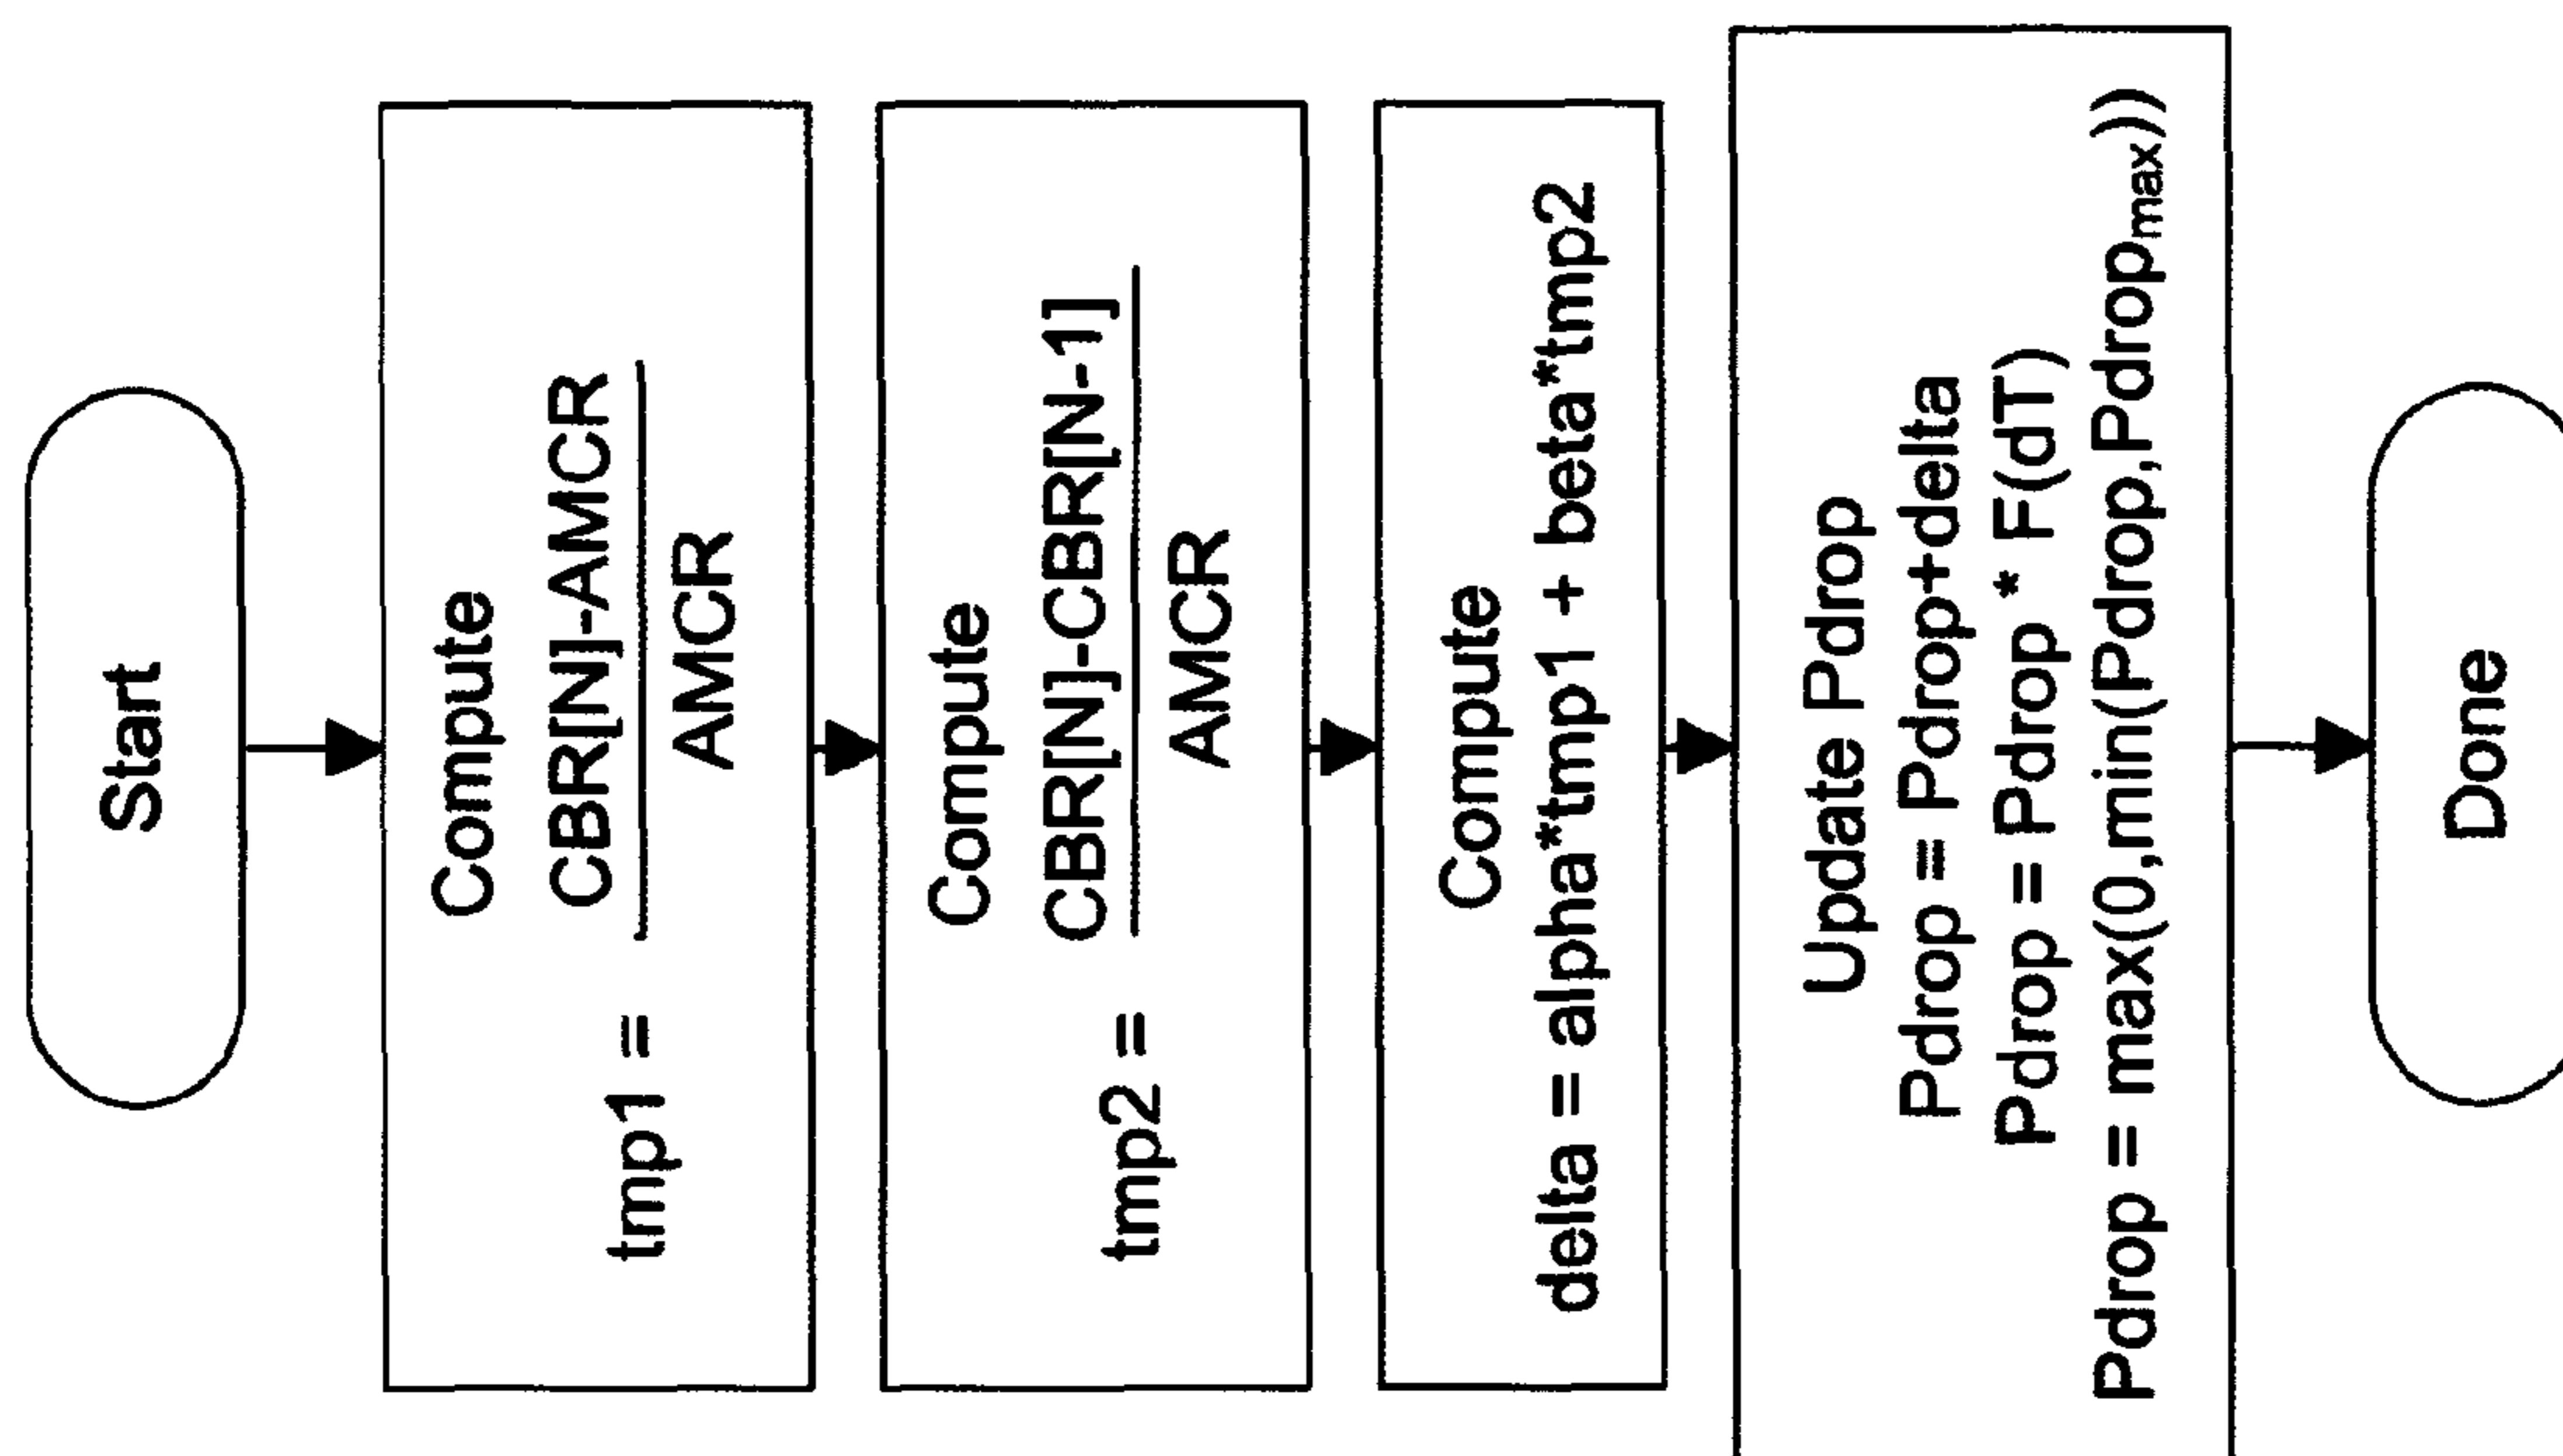 Start
Compute
CBR[N]-AMCR
tmp1 =
AMCR
Compute
CBR[N]-CBR[N-1]
tmp2 =
AMCR
Compute
delta = alpha*tmp1 + beta*tmp2
Update Pdrop
Pdrop = Pdrop+delta
Pdrop = Pdrop * F(dT)
Pdrop = max(0,min(Pdrop,Pdropmax))
Done